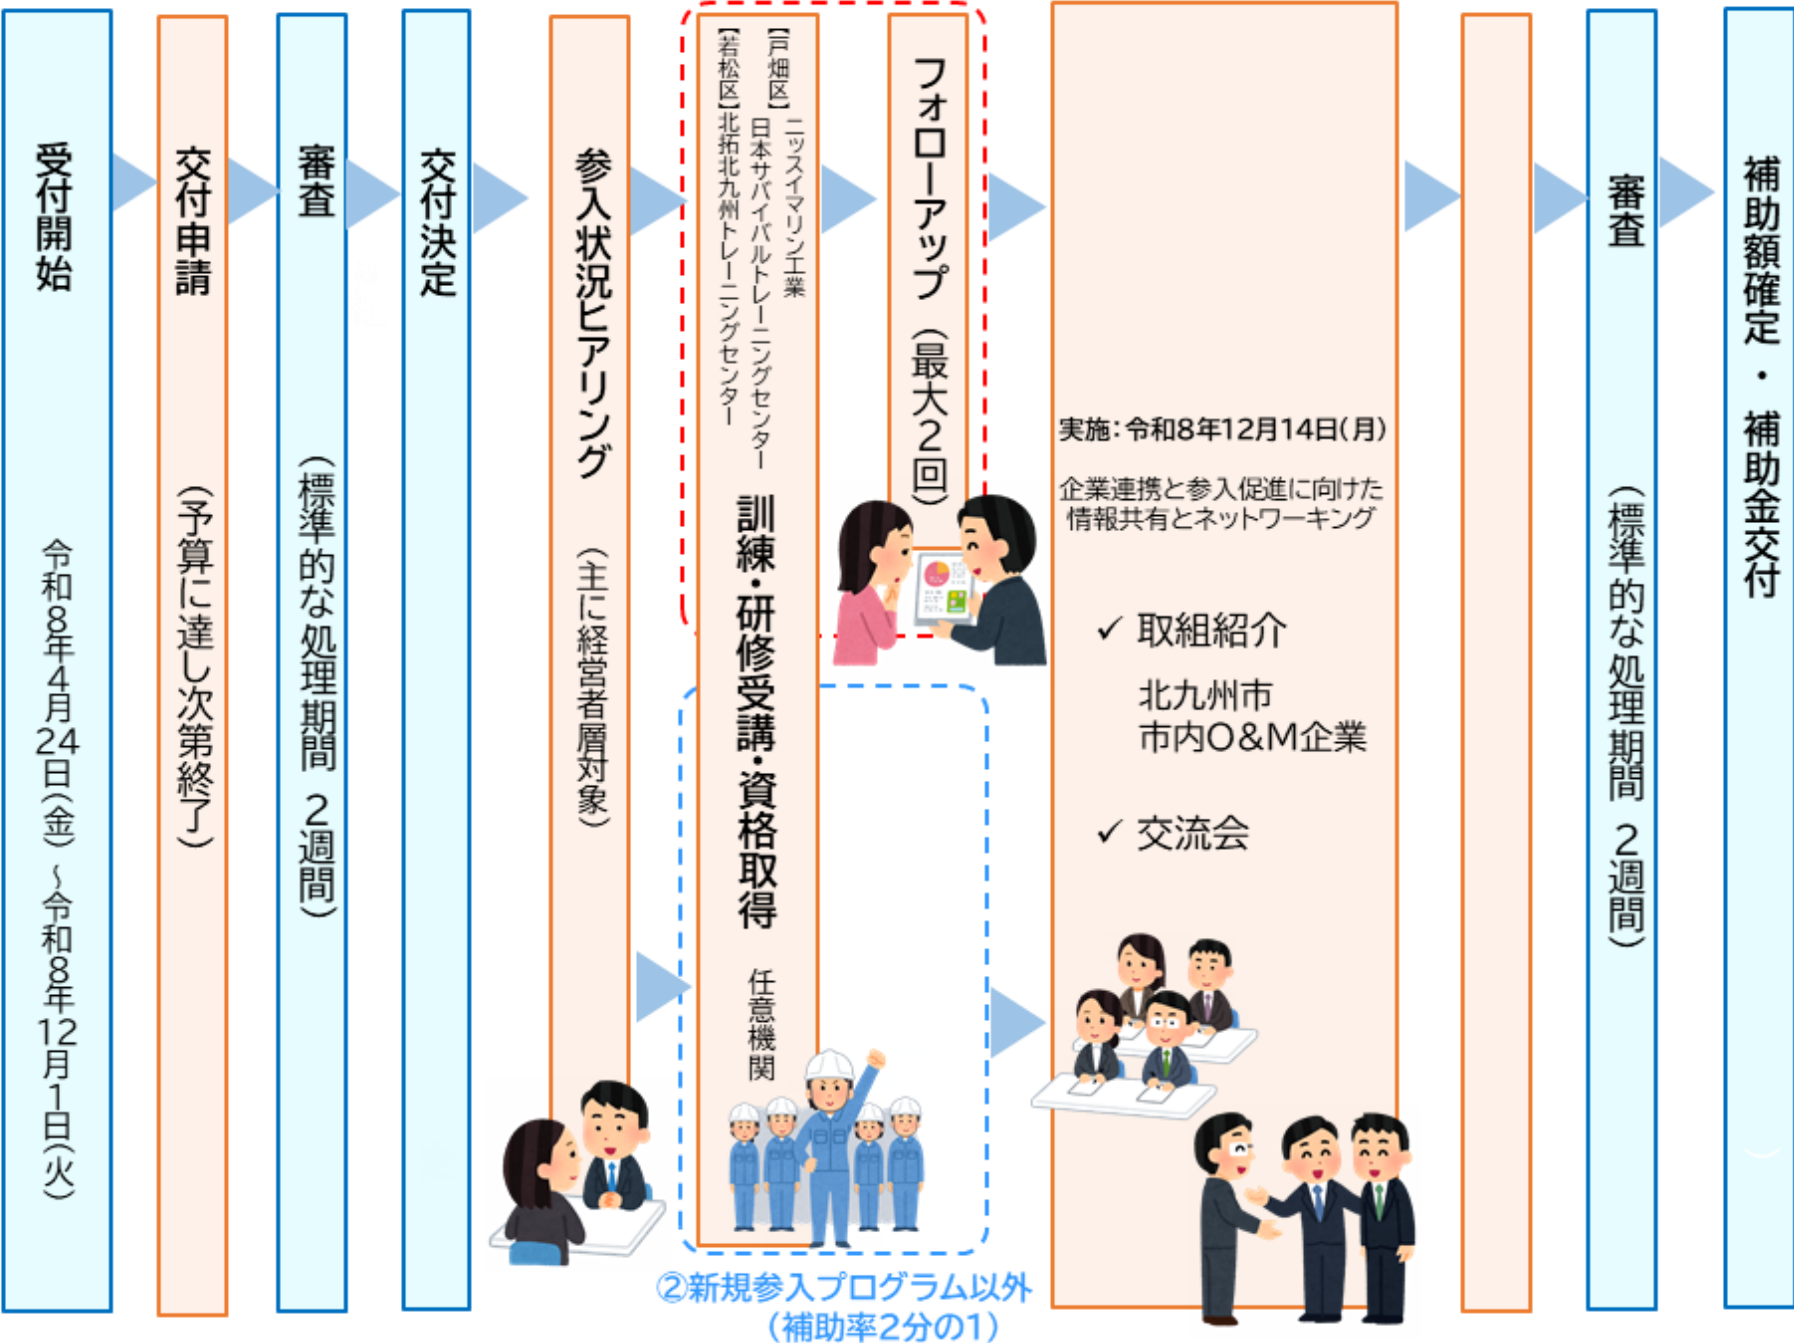 受付開始
令和8年4月24日(金)~令和8年12月1日(火)
交付申請
(予算に達し次第終了)
審査
(標準的な処理期間 2週間)
交付決定
参入状況ヒアリング
(主に経営者層対象)
【戸畑区】ニッスイマリン工業
日本サバイバルトレーニングセンター
【若松区】北拓北九州トレーニングセンター
訓練・研修受講・資格取得
任意機関
フォローアップ(最大2回)
②新規参入プログラム以外
(補助率2分の1)
実施:令和8年12月14日(月)
企業連携と参入促進に向けた
情報共有とネットワーキング
✓ 取組紹介
北九州市
市内O&M企業
✓ 交流会
審査
(標準的な処理期間 2週間)
補助額確定・補助金交付